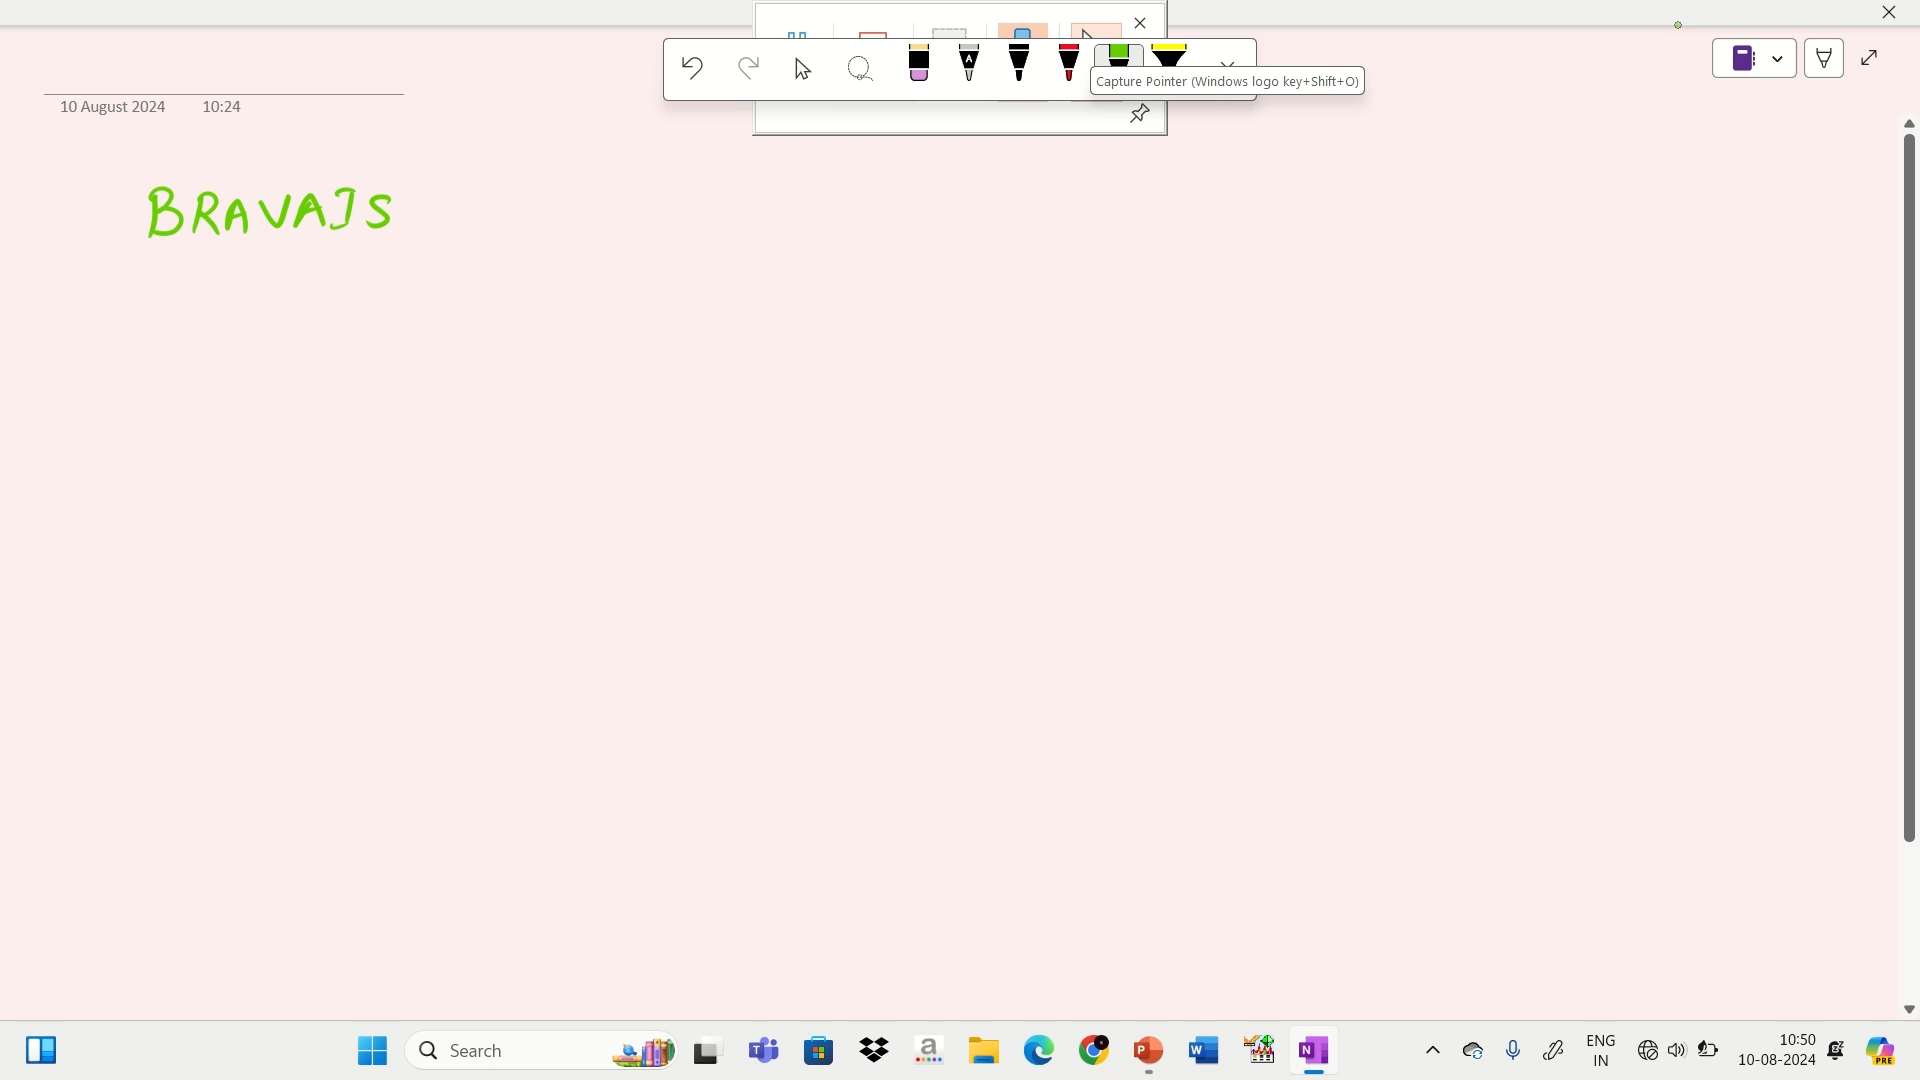 Capture Pointer (Windows logo key+Shift+O)
10 August 2024 10:24
BRAVAIS
Search
ENG
IN
10:50
10-08-2024
PRE